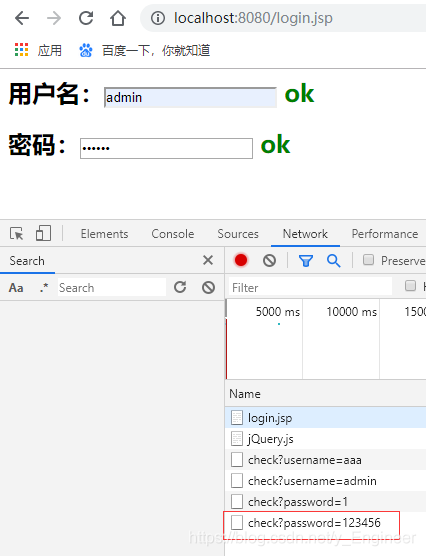 localhost:8080/login.jsp
应用 百度一下，你就知道
用户名：admin ok
密码：•••••• ok
Elements Console Sources Network Performance
Search
Preserve
Aa .* Search
Filter
5000 ms 10000 ms 1500
Name
login.jsp
jQuery.js
check?username=aaa
check?username=admin
check?password=1
check?password=123456
https://blog.csdn.net/y_Engineer